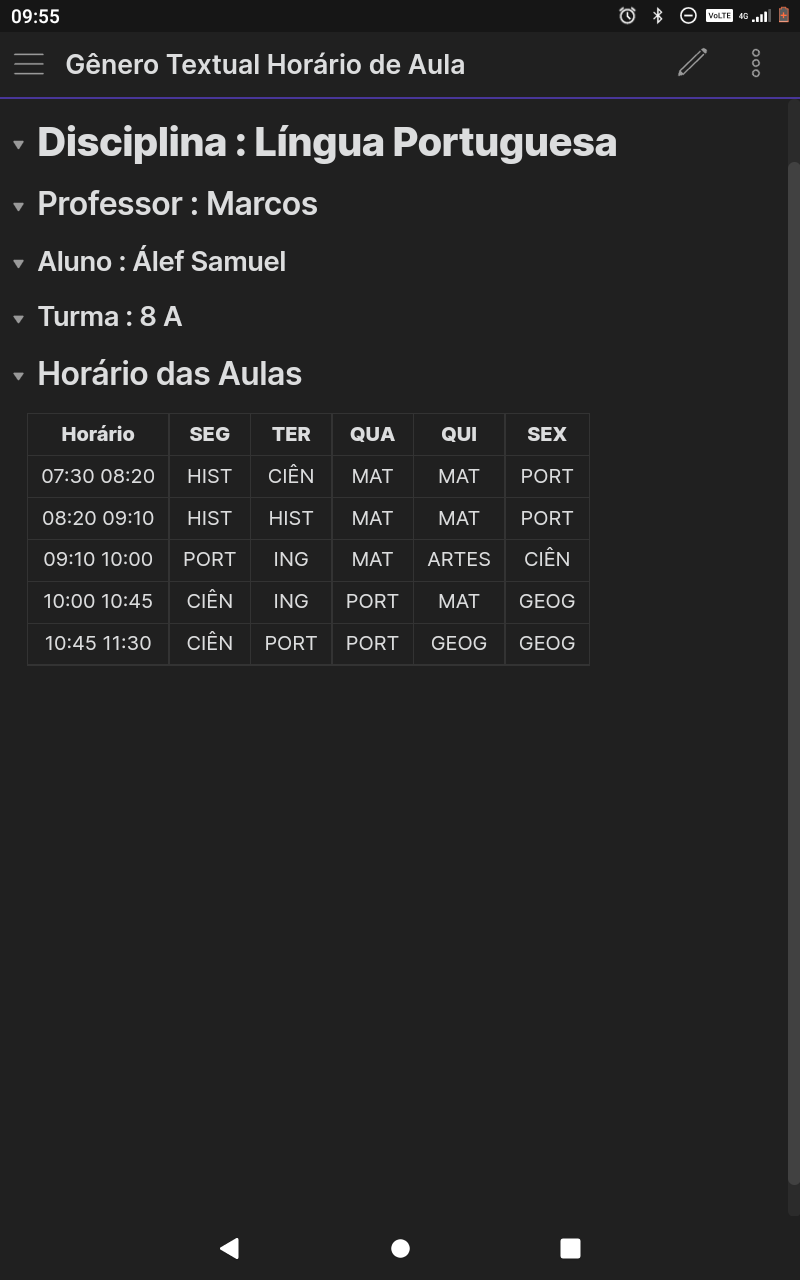 09:55 VoLTE 4G
Gênero Textual Horário de Aula
Disciplina : Língua Portuguesa
Professor : Marcos
Aluno : Álef Samuel
Turma : 8 A
Horário das Aulas
Horário SEG TER QUA QUI SEX
07:30 08:20 HIST CIÊN MAT MAT PORT
08:20 09:10 HIST HIST MAT MAT PORT
09:10 10:00 PORT ING MAT ARTES CIÊN
10:00 10:45 CIÊN ING PORT MAT GEOG
10:45 11:30 CIÊN PORT PORT GEOG GEOG